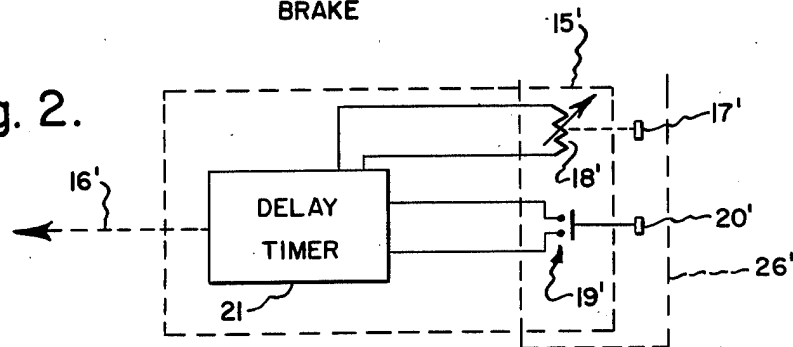 BRAKE
15'
g. 2.
17'
16'
18'
DELAY
TIMER
20'
26'
21
19'